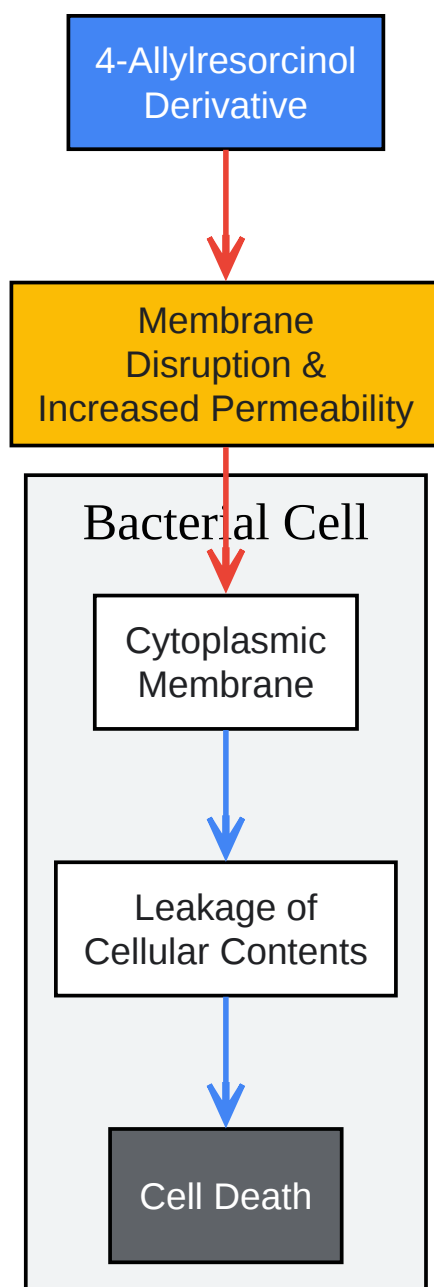 4-Allylresorcinol
Derivative
Membrane
Disruption &
Increased Permeability
Bacterial Cell
Cytoplasmic
Membrane
Leakage of
Cellular Contents
Cell Death